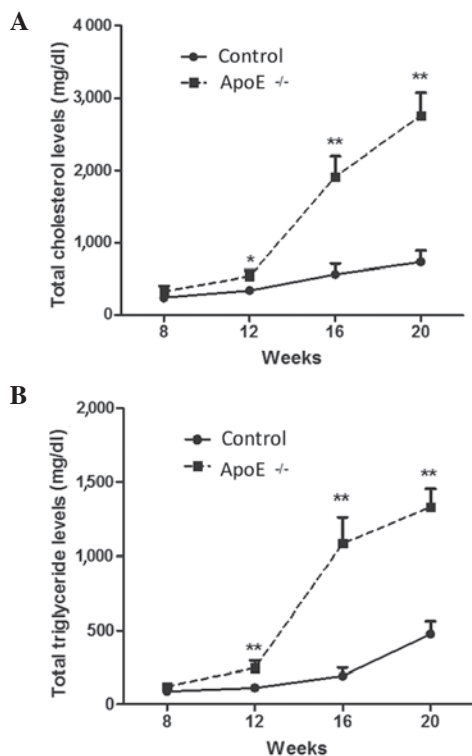 A
Total cholesterol levels (mg/dl)
4 000
3,000
2,000
1,000
0
Control
ApoE -/-
*
**
**
8 12 16 20
Weeks
B
Total triglyceride levels (mg/dl)
2,000
1,500
1,000
500
0
Control
ApoE -/-
**
**
**
8 12 16 20
Weeks